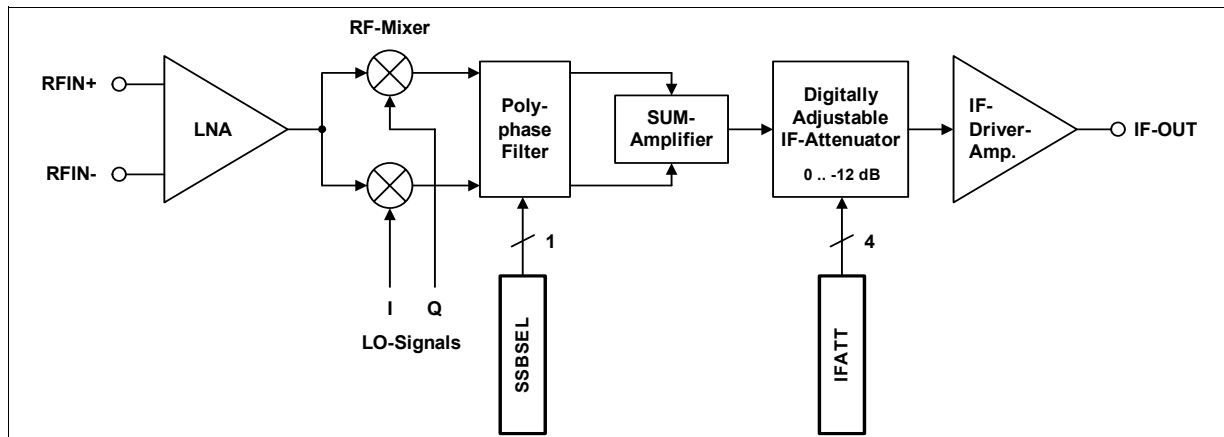 RF-Mixer
RFIN+
LNA
RFIN-
Poly-
phase
Filter
SUM-
Amplifier
Digitally
Adjustable
IF-Attenuator
0 .. -12 dB
IF-
Driver-
Amp.
IF-OUT
1
4
I
Q
LO-Signals
SSBSEL
IFATT